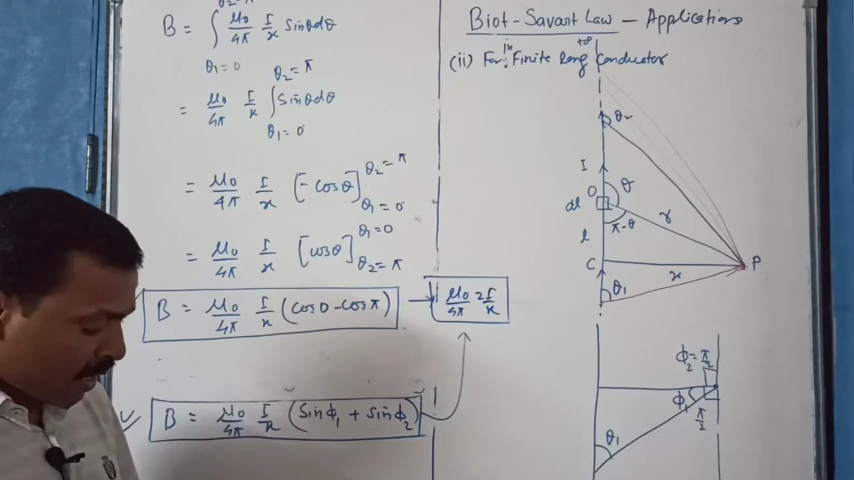 θ₂=π
B = ∫ μ₀/4π I/x sinθdθ
θ₁=0
θ₂=π
= μ₀/4π I/x ∫sinθdθ
θ₁=0
= μ₀/4π I/x [-cosθ] θ₂=π θ₁=0
= μ₀/4π I/x [cosθ] θ₁=0 θ₂=π
B = μ₀/4π I/x (cos0-cosπ) → μ₀/4π 2I/x
B = μ₀/4π I/x (sinφ₁ + sinφ₂)
Biot-Savart Law - Applications
(ii) For Infinite long Conductor
+∞
θ₂
I
O
θ
dl
r
π-θ
l
C
x
P
θ₁
φ₂=π/2
φ₁
π/2
θ₁